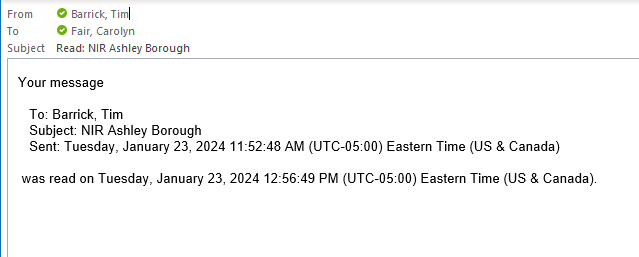 From Barrick, Tim
To Fair, Carolyn
Subject Read: NIR Ashley Borough
Your message
To: Barrick, Tim
Subject: NIR Ashley Borough
Sent: Tuesday, January 23, 2024 11:52:48 AM (UTC-05:00) Eastern Time (US & Canada)
was read on Tuesday, January 23, 2024 12:56:49 PM (UTC-05:00) Eastern Time (US & Canada).